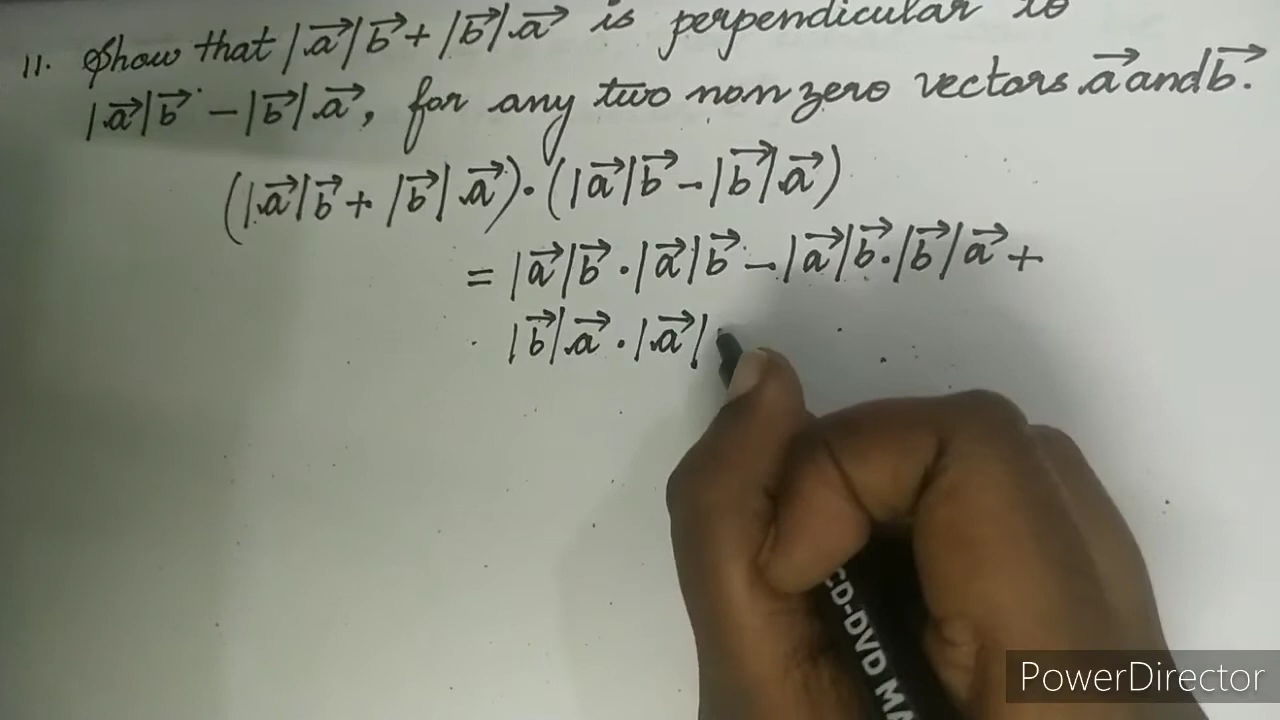 11. Show that |a⃗|b⃗ + |b⃗|.a⃗ is perpendicular to
|a⃗|b⃗ - |b⃗|.a⃗, for any two non zero vectors a⃗ and b⃗.
(|a⃗|b⃗ + |b⃗|.a⃗)·(|a⃗|b⃗ - |b⃗|a⃗)
= |a⃗|b⃗·|a⃗|b⃗ - |a⃗|b⃗·|b⃗|a⃗ +
|b⃗|.a⃗·|a⃗|
CD-DVD MA
PowerDirector